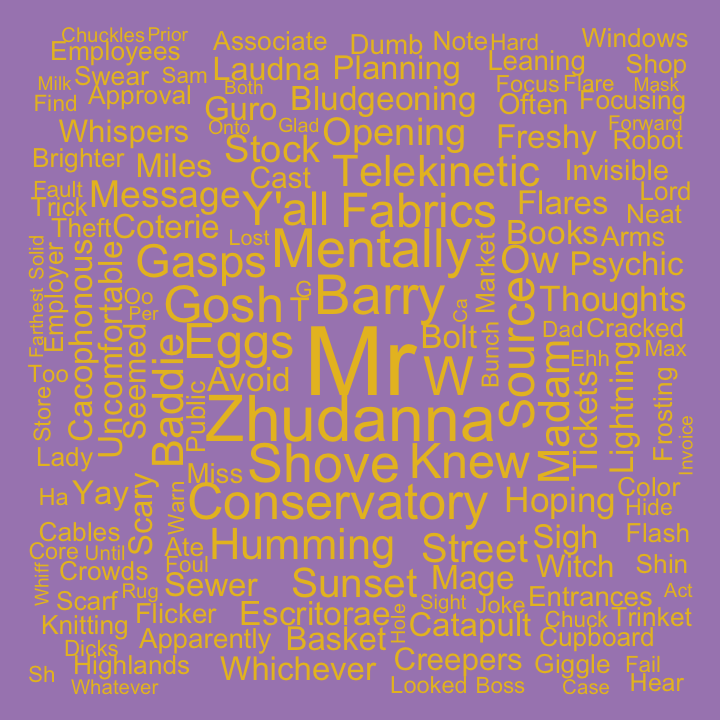 Chuckles Prior
Employees Associate Dumb Note Hard Windows
Swear Sam Laudna Planning Leaning Shop
Milk Approval Both Bludgeoning Focus Flare Mask
Find Guro Often Focusing
Whispers Onto Glad Opening Freshy Forward Robot
Brighter Miles Stock Telekinetic Invisible
Fault Message Cast Y'all Fabrics Flares Lord
Trick Neat
Theft Coterie Lost Mentally Books Arms
Solid Gasps Market Ow Psychic
Farthest Employer Cacophonous Uncomfortable Oo Gosh G T Barry Ca Source Thoughts
Per Bolt Dad Cracked
Too Seemed Baddie Eggs Mr Bunch Ehh Max
Store Public Avoid W Madam Tickets Lightning Frosting Invoice
Zhudanna
Lady Miss Shove Knew
Ha Yay Scary Warn Conservatory Hoping Color
Hide
Cables Ate Humming Street Sigh Flash
Core Until Foul Witch Shin
Whiff Crowds Rug Sewer Sunset Mage Entrances Act
Scarf Flicker Escritorae Hole Sight Joke Chuck Trinket
Knitting Apparently Basket Catapult Cupboard
Dicks Highlands Whichever Creepers Giggle Fail
Sh Whatever Looked Boss Case Hear